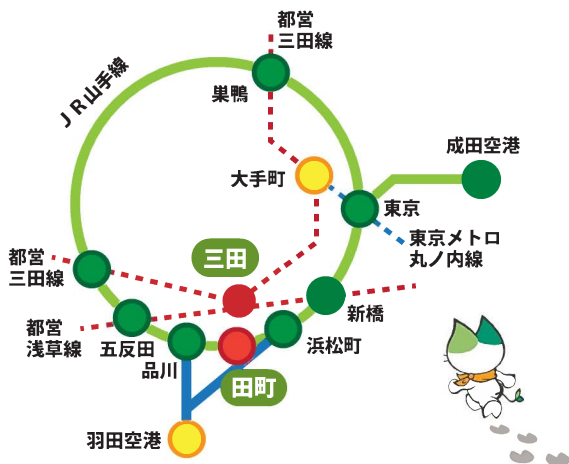 都営
三田線
巣鴨
JR山手線
成田空港
大手町
東京
東京メトロ
丸ノ内線
三田
都営
三田線
新橋
都営
浅草線
五反田
浜松町
品川
田町
羽田空港